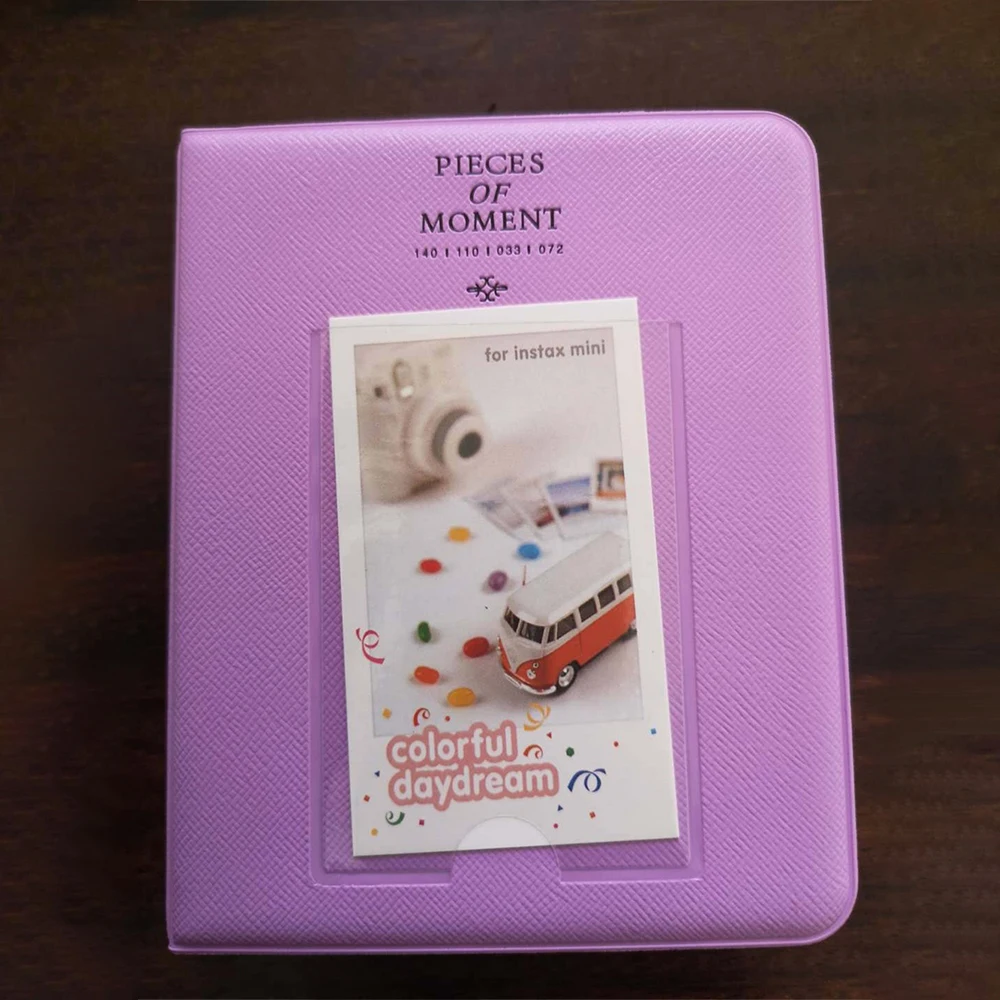 PIECES
OF
MOMENT
140 | 110 | 033 | 072
for instax mini
colorful
daydream